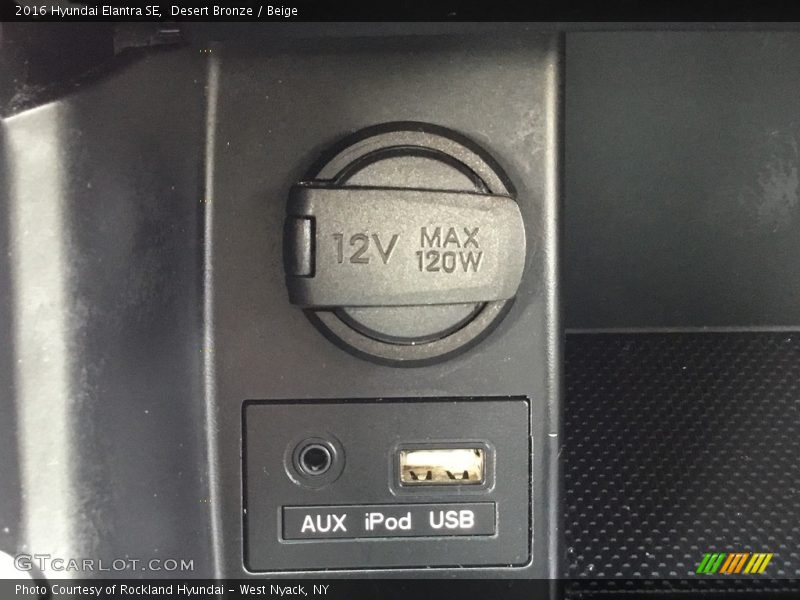 2016 Hyundai Elantra SE,  Desert Bronze / Beige
12V MAX
120W
AUX iPod USB
GTCARLOT.COM
Photo Courtesy of Rockland Hyundai - West Nyack, NY